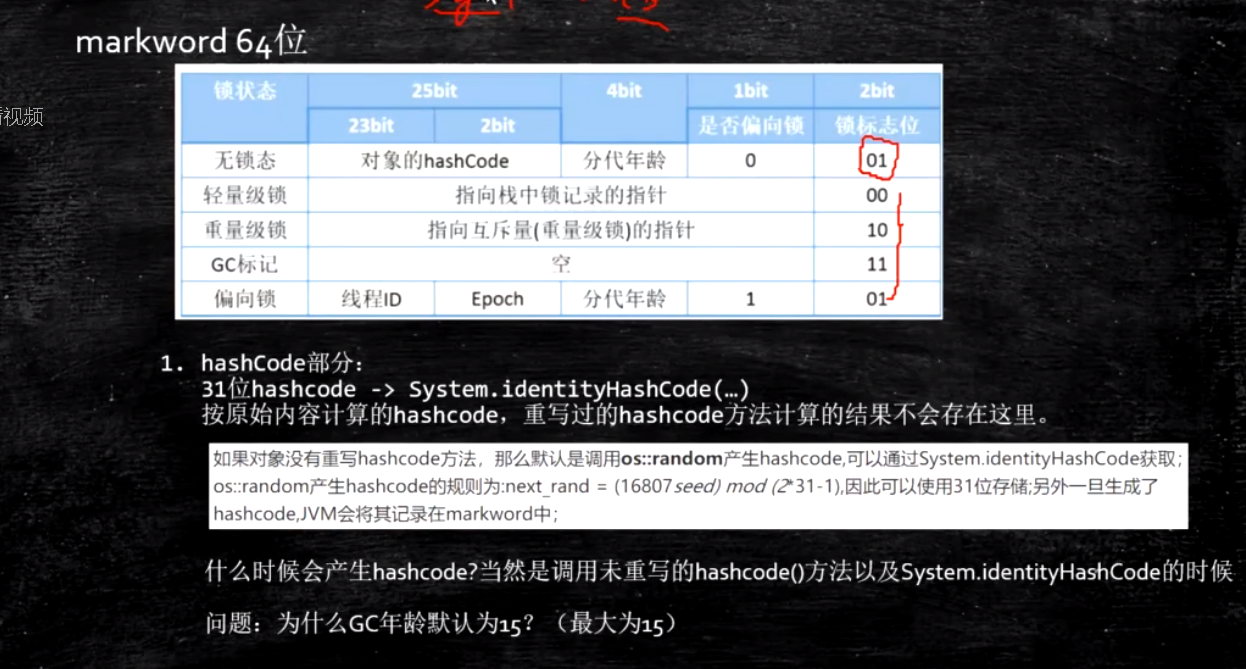 markword 64位
看视频
锁状态 25bit 4bit 1bit 2bit
23bit 2bit 是否偏向锁 锁标志位
无锁态 对象的hashCode 分代年龄 0 01
轻量级锁 指向栈中锁记录的指针 00
重量级锁 指向互斥量(重量级锁)的指针 10
GC标记 空 11
偏向锁 线程ID Epoch 分代年龄 1 01
1. hashCode部分:
31位hashcode -> System.identityHashCode(…)
按原始内容计算的hashcode，重写过的hashcode方法计算的结果不会存在这里。
如果对象没有重写hashcode方法，那么默认是调用os::random产生hashcode,可以通过System.identityHashCode获取;
os::random产生hashcode的规则为:next_rand = (16807seed) mod (2*31-1),因此可以使用31位存储;另外一旦生成了
hashcode,JVM会将其记录在markword中;
什么时候会产生hashcode?当然是调用未重写的hashcode()方法以及System.identityHashCode的时候
问题：为什么GC年龄默认为15？（最大为15）